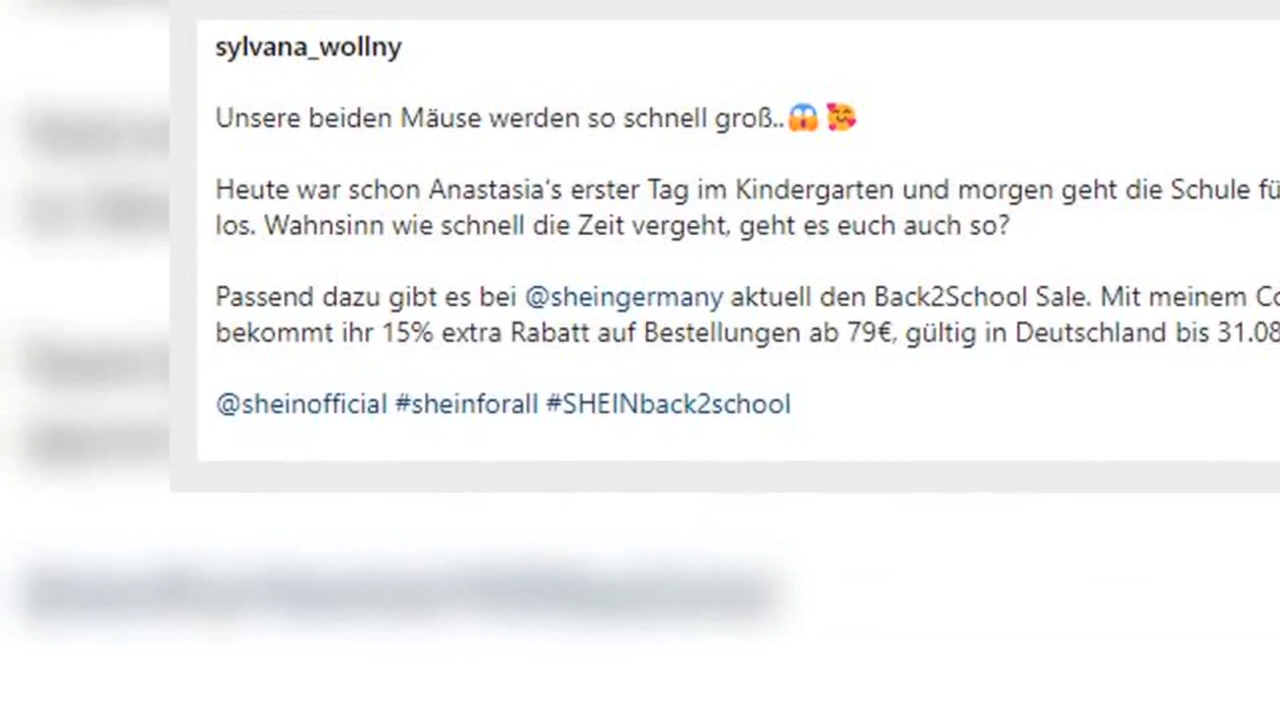 sylvana_wollny
Unsere beiden Mäuse werden so schnell groß..😱 🥰
Heute war schon Anastasia's erster Tag im Kindergarten und morgen geht die Schule
los. Wahnsinn wie schnell die Zeit vergeht, geht es euch auch so?
Passend dazu gibt es bei @sheingermany aktuell den Back2School Sale. Mit meinem
bekommt ihr 15% extra Rabatt auf Bestellungen ab 79€, gültig in Deutschland bis 31.08
@sheinofficial #sheinforall #SHEINback2school